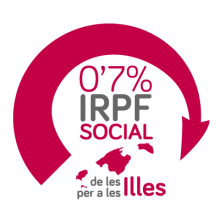 0'7%
IRPF
SOCIAL
de les
per a les Illes